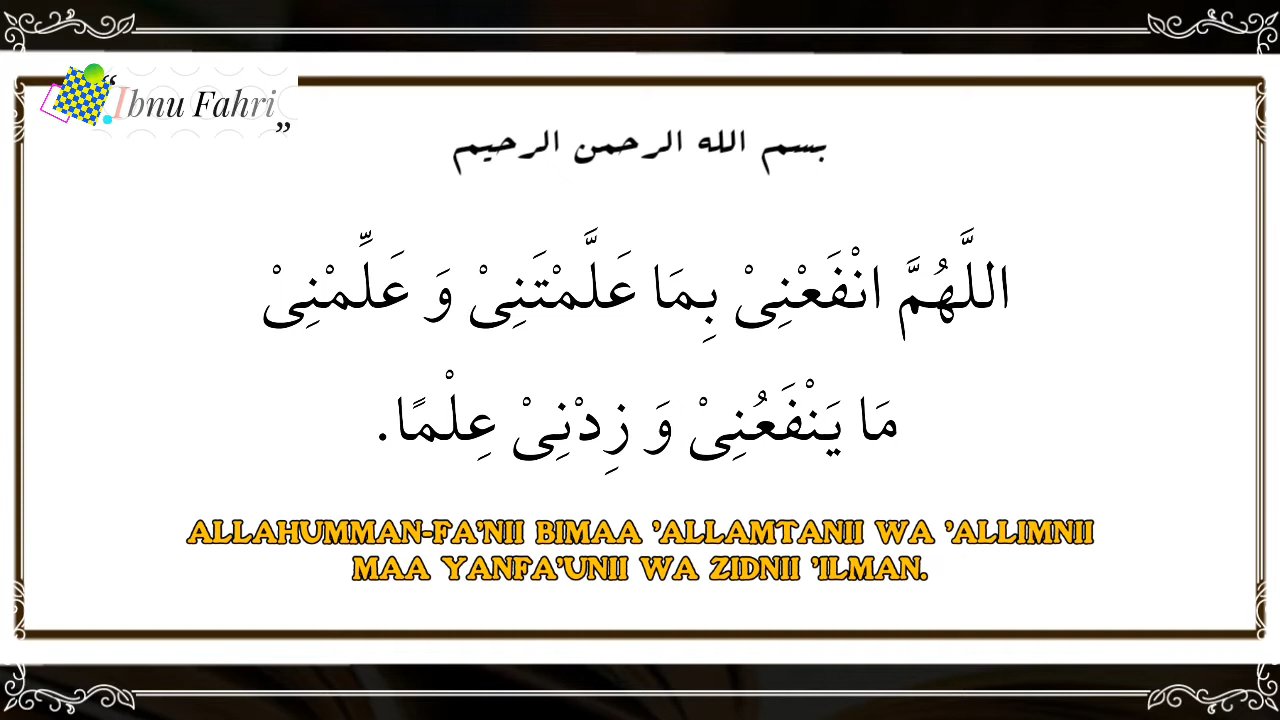 “Ibnu Fahri”
بسم الله الرحمن الرحيم
اللَّهُمَّ انْفَعْنِىْ بِمَا عَلَّمْتَنِىْ وَ عَلِّمْنِىْ
مَا يَنْفَعُنِىْ وَ زِدْنِىْ عِلْمًا.
ALLAHUMMAN-FA'NII BIMAA 'ALLAMTANII WA 'ALLIMNII
MAA YANFA'UNII WA ZIDNII 'ILMAN.